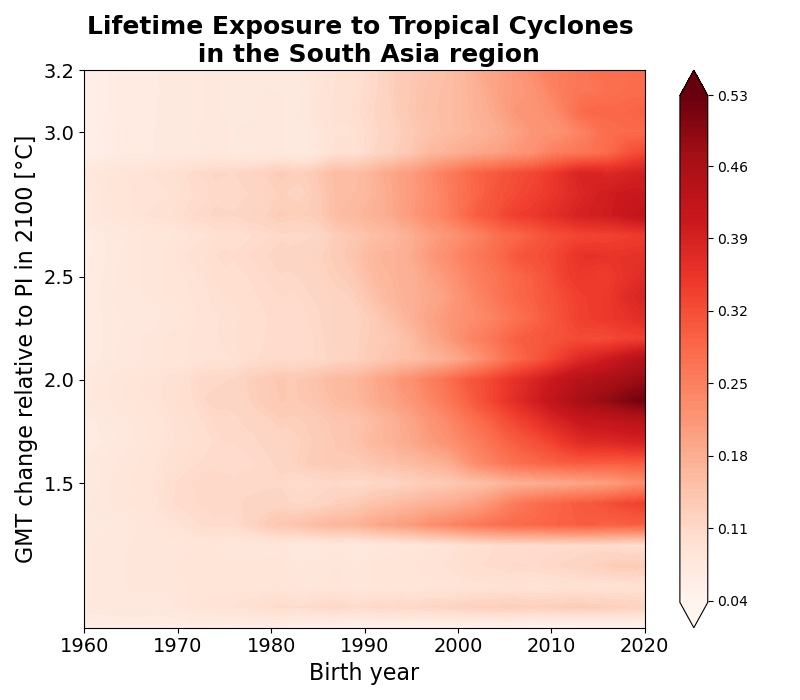 Lifetime Exposure to Tropical Cyclones
in the South Asia region
GMT change relative to PI in 2100 [°C]
3.2
3.0
2.5
2.0
1.5
1960 1970 1980 1990 2000 2010 2020
Birth year
0.53
0.46
0.39
0.32
0.25
0.18
0.11
0.04